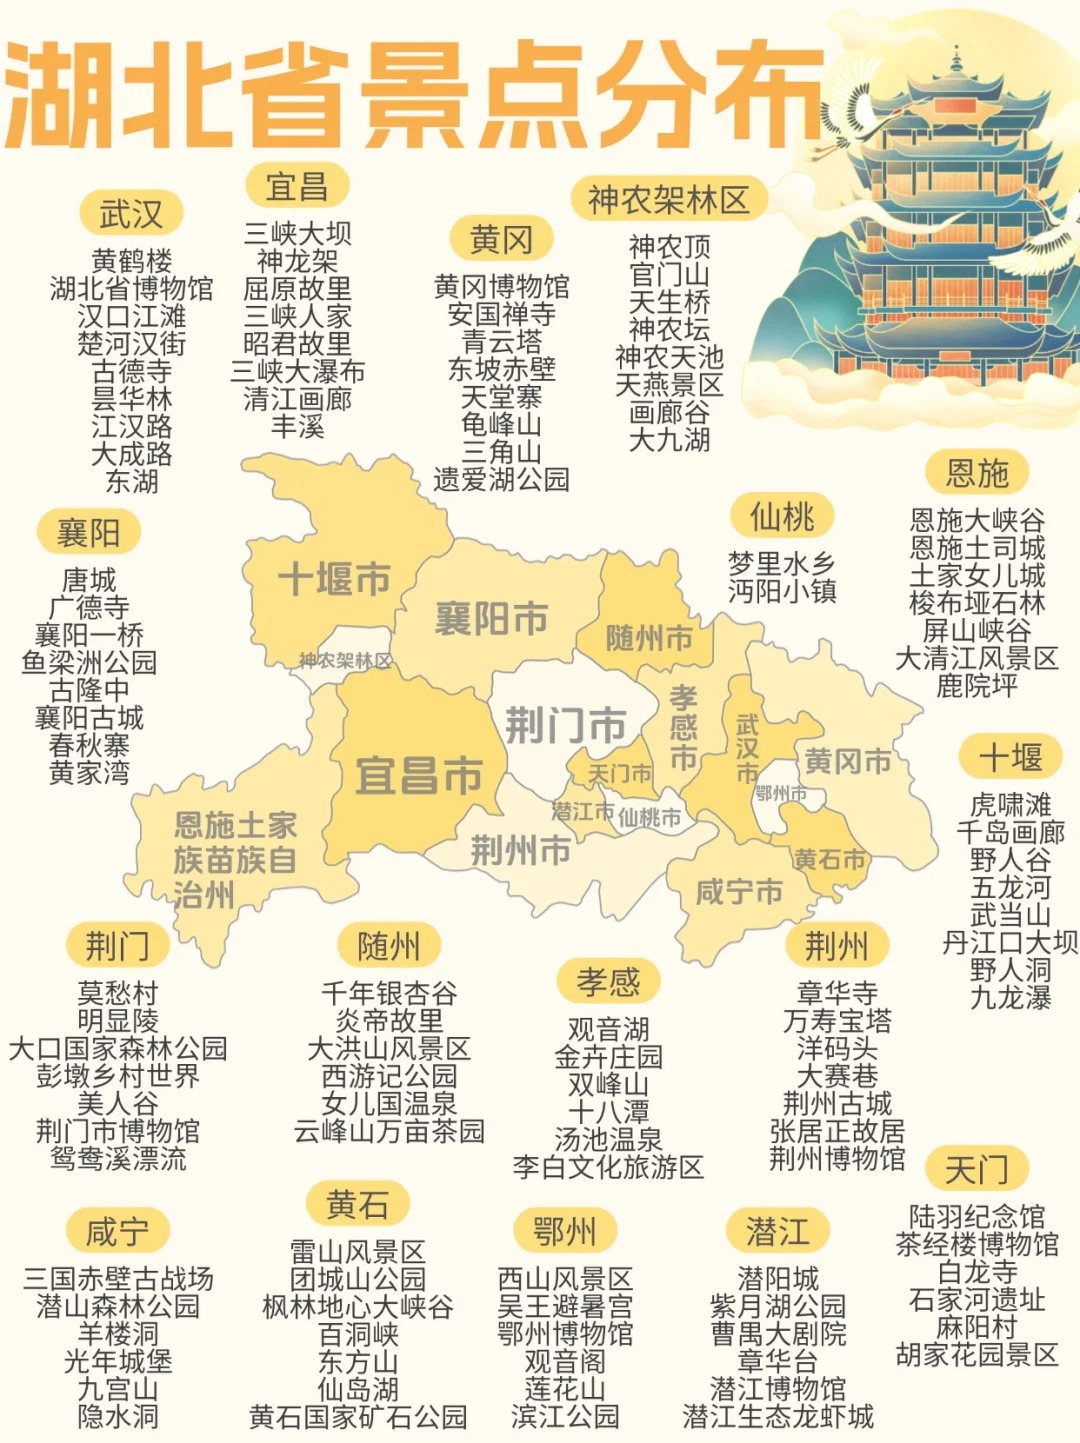 湖北省景点分布
武汉
黄鹤楼
湖北省博物馆
汉口江滩
楚河汉街
古德寺
昙华林
江汉路
大成路
东湖
宜昌
三峡大坝
神龙架
屈原故里
三峡人家
昭君故里
三峡大瀑布
清江画廊
丰溪
黄冈
黄冈博物馆
安国禅寺
青云塔
东坡赤壁
天堂寨
龟峰山
三角山
遗爱湖公园
神农架林区
神农顶
官门山
天生桥
神农坛
神农天池
天燕景区
画廊谷
大九湖
襄阳
唐城
广德寺
襄阳一桥
鱼梁洲公园
古隆中
襄阳古城
春秋寨
黄家湾
仙桃
梦里水乡
沔阳小镇
恩施
恩施大峡谷
恩施土司城
土家女儿城
梭布垭石林
屏山峡谷
大清江风景区
鹿院坪
十堰
虎啸滩
千岛画廊
野人谷
五龙河
武当山
丹江口大坝
野人洞
九龙瀑
十堰市
襄阳市
随州市
神农架林区
荆门市
孝感市
武汉市
宜昌市
天门市
黄冈市
鄂州市
潜江市
仙桃市
恩施土家
族苗族自
治州
荆州市
黄石市
咸宁市
荆门
莫愁村
明显陵
大口国家森林公园
彭墩乡村世界
美人谷
荆门市博物馆
鸳鸯溪漂流
随州
千年银杏谷
炎帝故里
大洪山风景区
西游记公园
女儿国温泉
云峰山万亩茶园
孝感
观音湖
金卉庄园
双峰山
十八潭
汤池温泉
李白文化旅游区
荆州
章华寺
万寿宝塔
洋码头
大赛巷
荆州古城
张居正故居
荆州博物馆
天门
陆羽纪念馆
茶经楼博物馆
白龙寺
石家河遗址
麻阳村
胡家花园景区
咸宁
三国赤壁古战场
潜山森林公园
羊楼洞
光年城堡
九宫山
隐水洞
黄石
雷山风景区
团城山公园
枫林地心大峡谷
百洞峡
东方山
仙岛湖
黄石国家矿石公园
鄂州
西山风景区
吴王避暑宫
鄂州博物馆
观音阁
莲花山
滨江公园
潜江
潜阳城
紫月湖公园
曹禺大剧院
章华台
潜江博物馆
潜江生态龙虾城